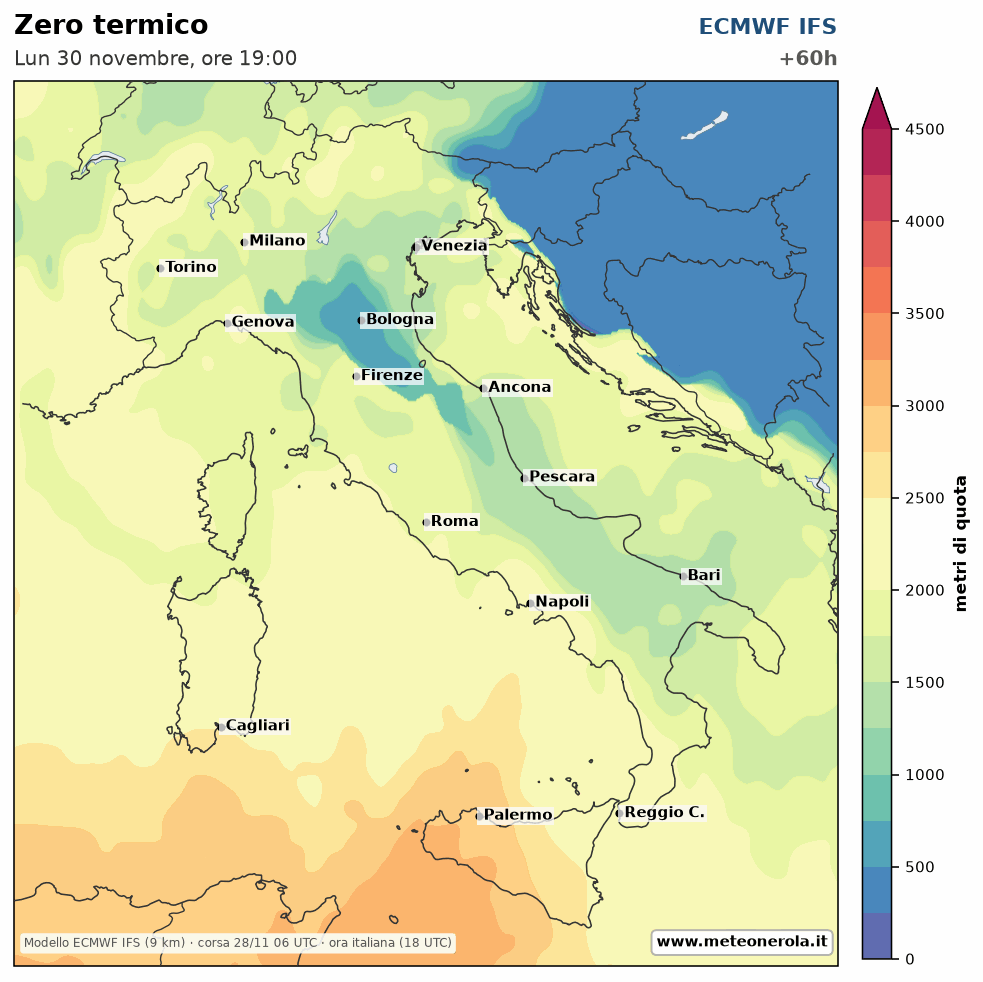 Zero termico
ECMWF IFS
Lun 30 novembre, ore 19:00
+60h
Milano
Venezia
Torino
Genova
Bologna
Firenze
Ancona
Pescara
Roma
Bari
Napoli
Cagliari
Palermo
Reggio C.
4500
4000
3500
3000
2500
2000
1500
1000
500
0
metri di quota
Modello ECMWF IFS (9 km) · corsa 28/11 06 UTC · ora italiana (18 UTC)
www.meteonerola.it